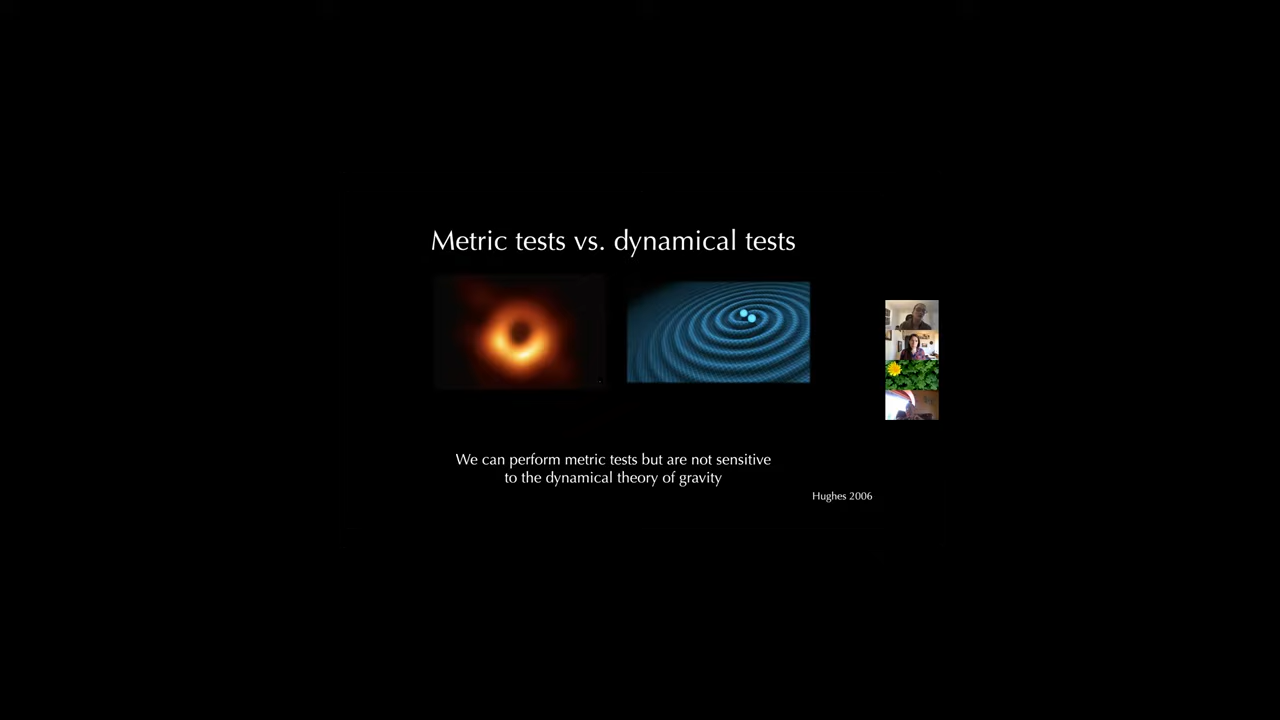 Metric tests vs. dynamical tests
We can perform metric tests but are not sensitive
to the dynamical theory of gravity
Hughes 2006